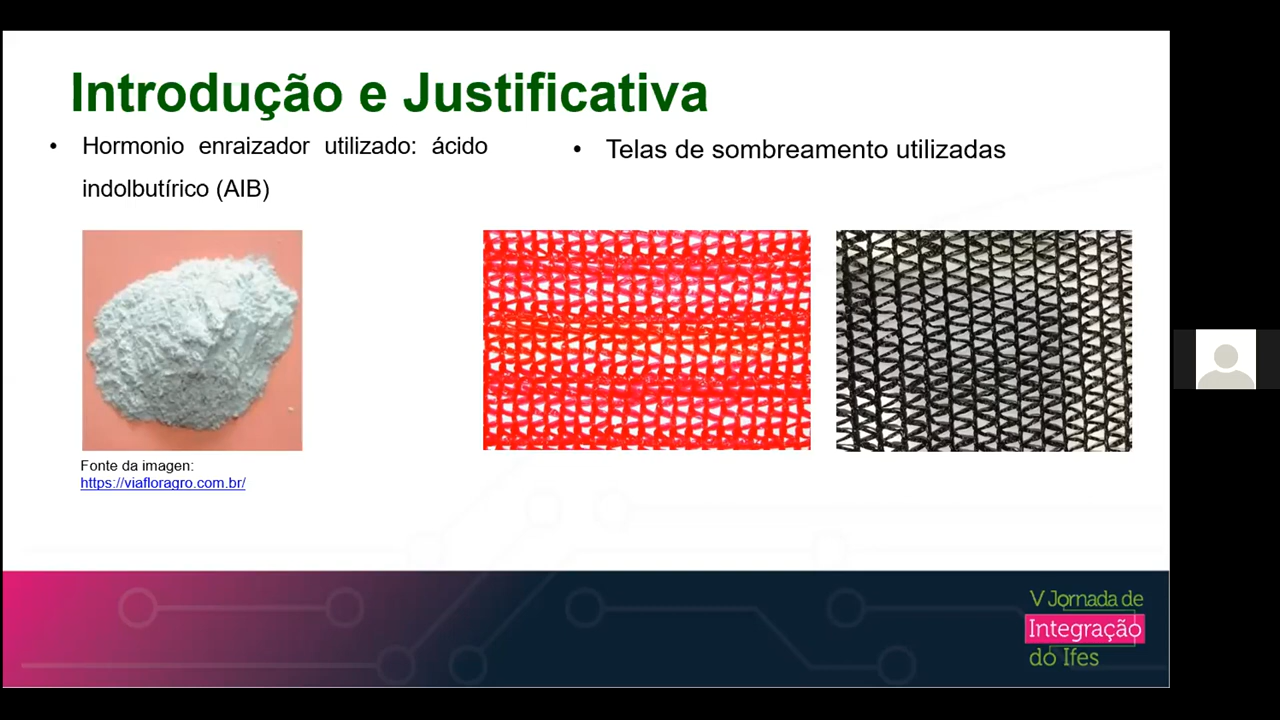 Introdução e Justificativa
• Hormonio enraizador utilizado: ácido
indolbutírico (AIB)
• Telas de sombreamento utilizadas
Fonte da imagem:
https://viafloragro.com.br/
V Jornada de
Integração
do Ifes